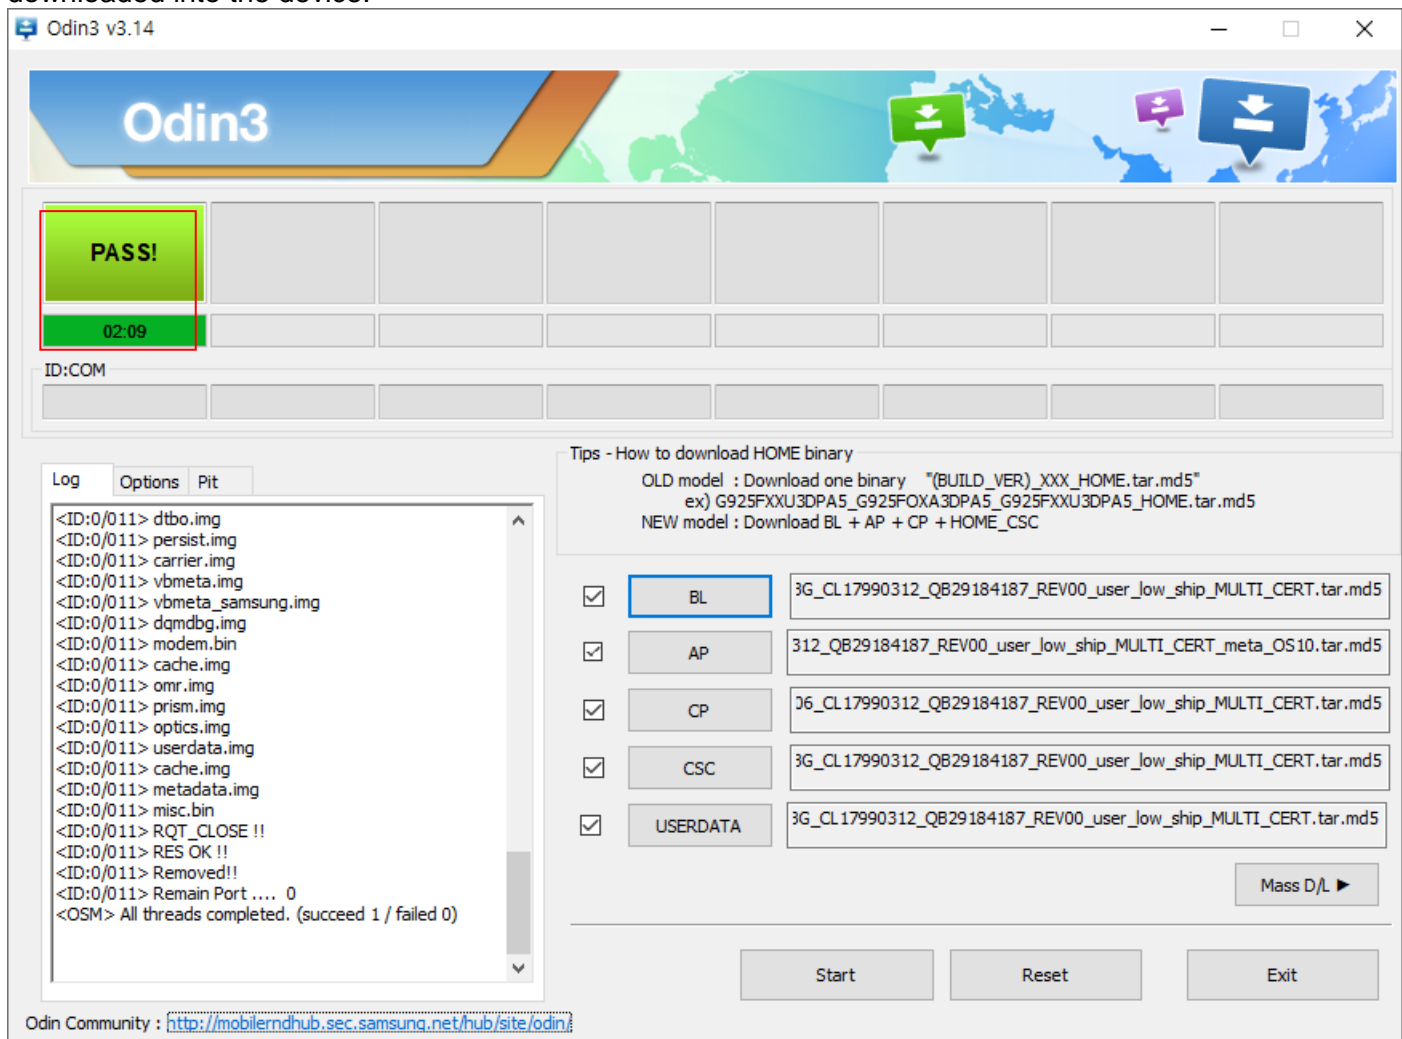 downloaded into the device.
Odin3 v3.14
Odin3
PASS!
02:09
ID:COM
Tips - How to download HOME binary
OLD model : Download one binary "(BUILD_VER)_XXX_HOME.tar.md5"
ex) G925FXXU3DPA5_G925FOXA3DPA5_G925FXXU3DPA5_HOME.tar.md5
NEW model : Download BL + AP + CP + HOME_CSC
Log Options Pit
<ID:0/011> dtbo.img
<ID:0/011> persist.img
<ID:0/011> carrier.img
<ID:0/011> vbmeta.img
<ID:0/011> vbmeta_samsung.img
<ID:0/011> dqmdbg.img
<ID:0/011> modem.bin
<ID:0/011> cache.img
<ID:0/011> omr.img
<ID:0/011> prism.img
<ID:0/011> optics.img
<ID:0/011> userdata.img
<ID:0/011> cache.img
<ID:0/011> metadata.img
<ID:0/011> misc.bin
<ID:0/011> RQT_CLOSE !!
<ID:0/011> RES OK !!
<ID:0/011> Removed!!
<ID:0/011> Remain Port .... 0
<OSM> All threads completed. (succeed 1 / failed 0)
BL 3G_CL17990312_QB29184187_REV00_user_low_ship_MULTI_CERT.tar.md5
AP 312_QB29184187_REV00_user_low_ship_MULTI_CERT_meta_OS10.tar.md5
CP 06_CL17990312_QB29184187_REV00_user_low_ship_MULTI_CERT.tar.md5
CSC 3G_CL17990312_QB29184187_REV00_user_low_ship_MULTI_CERT.tar.md5
USERDATA 3G_CL17990312_QB29184187_REV00_user_low_ship_MULTI_CERT.tar.md5
Mass D/L ►
Start Reset Exit
Odin Community : http://mobilerndhub.sec.samsung.net/hub/site/odin/